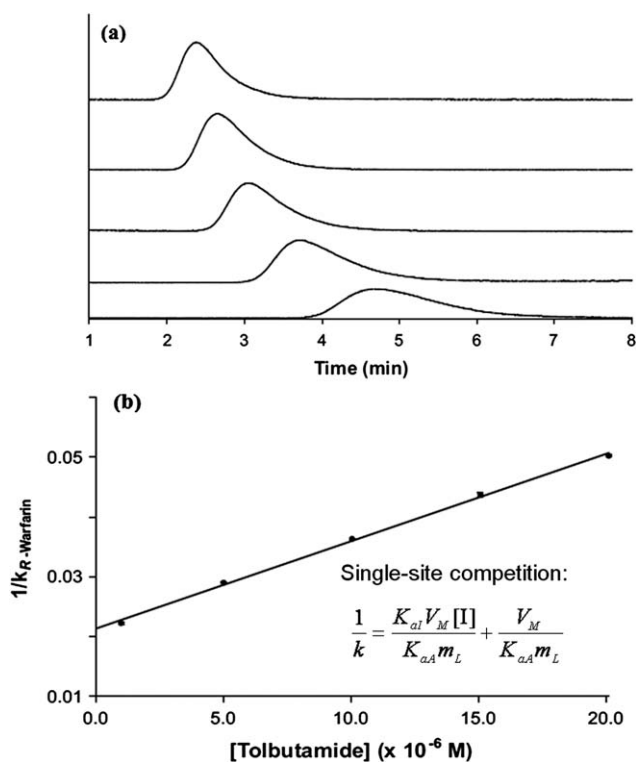 (a)
1 2 3 4 5 6 7 8
Time (min)
(b)
0.05
0.03
0.01
1/k_R-Warfarin
Single-site competition:
1/k = K_aI V_M [I] / K_aA m_L + V_M / K_aA m_L
0.0 5.0 10.0 15.0 20.0
[Tolbutamide] (x 10⁻⁶ M)